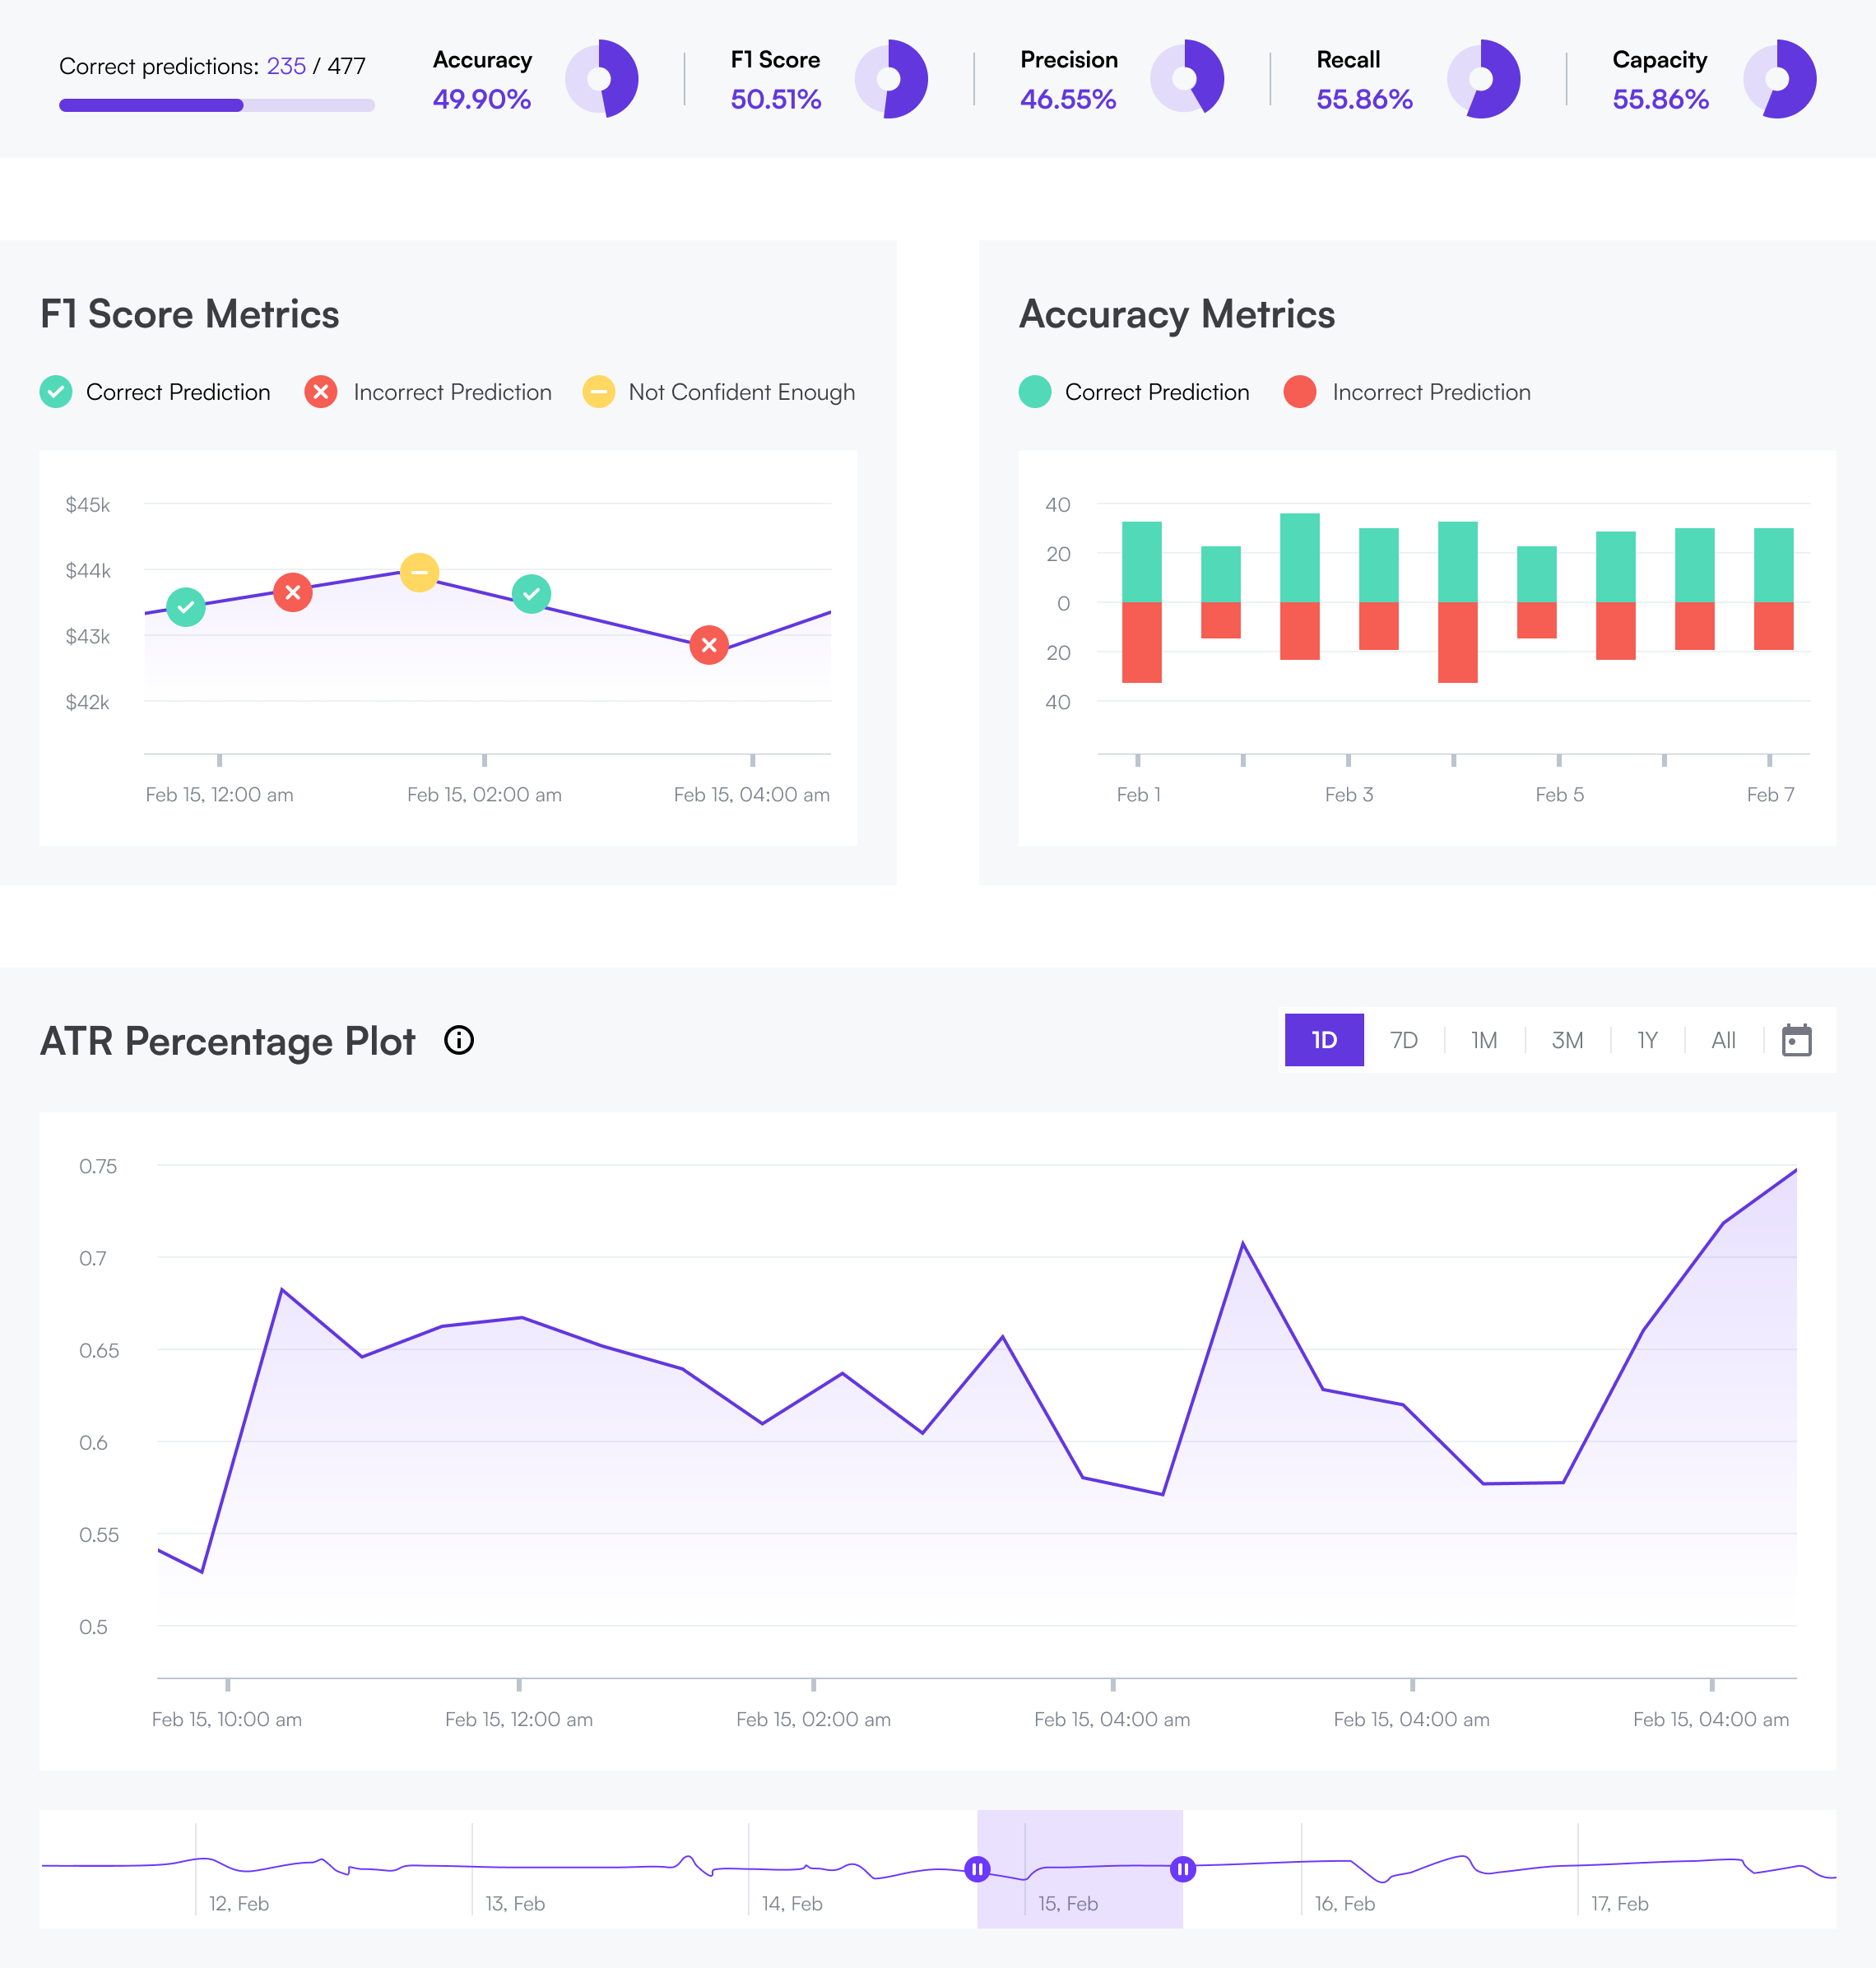 Correct predictions: 235 / 477
Accuracy
49.90%
F1 Score
50.51%
Precision
46.55%
Recall
55.86%
Capacity
55.86%
F1 Score Metrics
Correct Prediction
Incorrect Prediction
Not Confident Enough
$45k
$44k
$43k
$42k
Feb 15, 12:00 am
Feb 15, 02:00 am
Feb 15, 04:00 am
Accuracy Metrics
Correct Prediction
Incorrect Prediction
40
20
0
20
40
Feb 1
Feb 3
Feb 5
Feb 7
ATR Percentage Plot
1D
7D
1M
3M
1Y
All
0.75
0.7
0.65
0.6
0.55
0.5
Feb 15, 10:00 am
Feb 15, 12:00 am
Feb 15, 02:00 am
Feb 15, 04:00 am
Feb 15, 04:00 am
Feb 15, 04:00 am
12, Feb
13, Feb
14, Feb
15, Feb
16, Feb
17, Feb